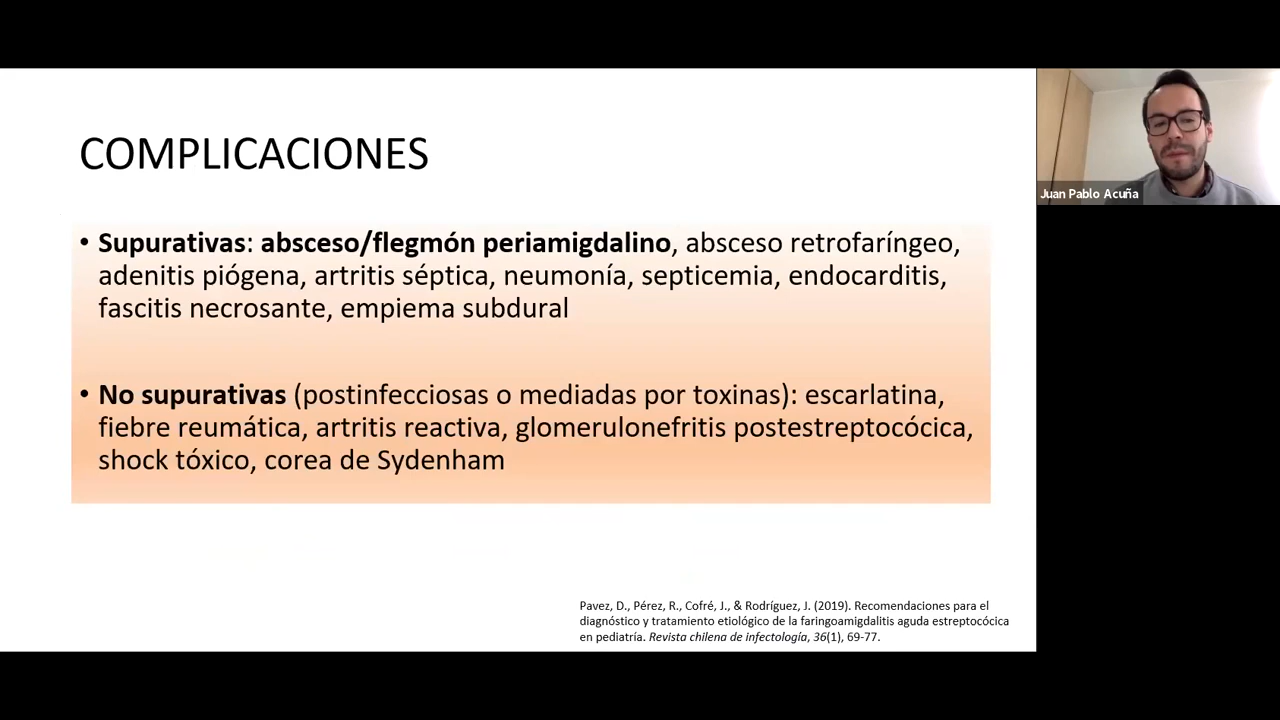 COMPLICACIONES
• Supurativas: absceso/flegmón periamigdalino, absceso retrofaríngeo,
adenitis piógena, artritis séptica, neumonía, septicemia, endocarditis,
fascitis necrosante, empiema subdural
• No supurativas (postinfecciosas o mediadas por toxinas): escarlatina,
fiebre reumática, artritis reactiva, glomerulonefritis postestreptocócica,
shock tóxico, corea de Sydenham
Pavez, D., Pérez, R., Cofré, J., & Rodríguez, J. (2019). Recomendaciones para el
diagnóstico y tratamiento etiológico de la faringoamigdalitis aguda estreptocócica
en pediatría. Revista chilena de infectología, 36(1), 69-77.
Juan Pablo Acuña